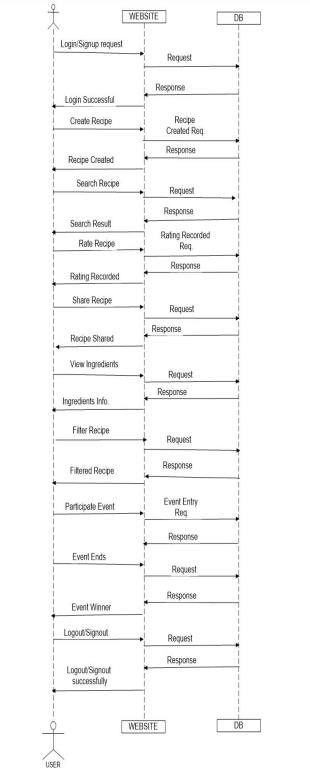 WEBSITE
DB
Login/Signup request
Request
Response
Login Successful
Create Recipe
Recipe
Created Req.
Response
Recipe Created
Search Recipe
Request
Response
Search Result
Rate Recipe
Rating Recorded
Req.
Response
Rating Recorded
Share Recipe
Request
Response
Recipe Shared
View Ingredients
Request
Response
Ingredients Info.
Filter Recipe
Request
Response
Filtered Recipe
Participate Event
Event Entry
Req.
Response
Event Ends
Request
Response
Event Winner
Logout/Signout
Request
Response
Logout/Signout
successfully
WEBSITE
DB
USER